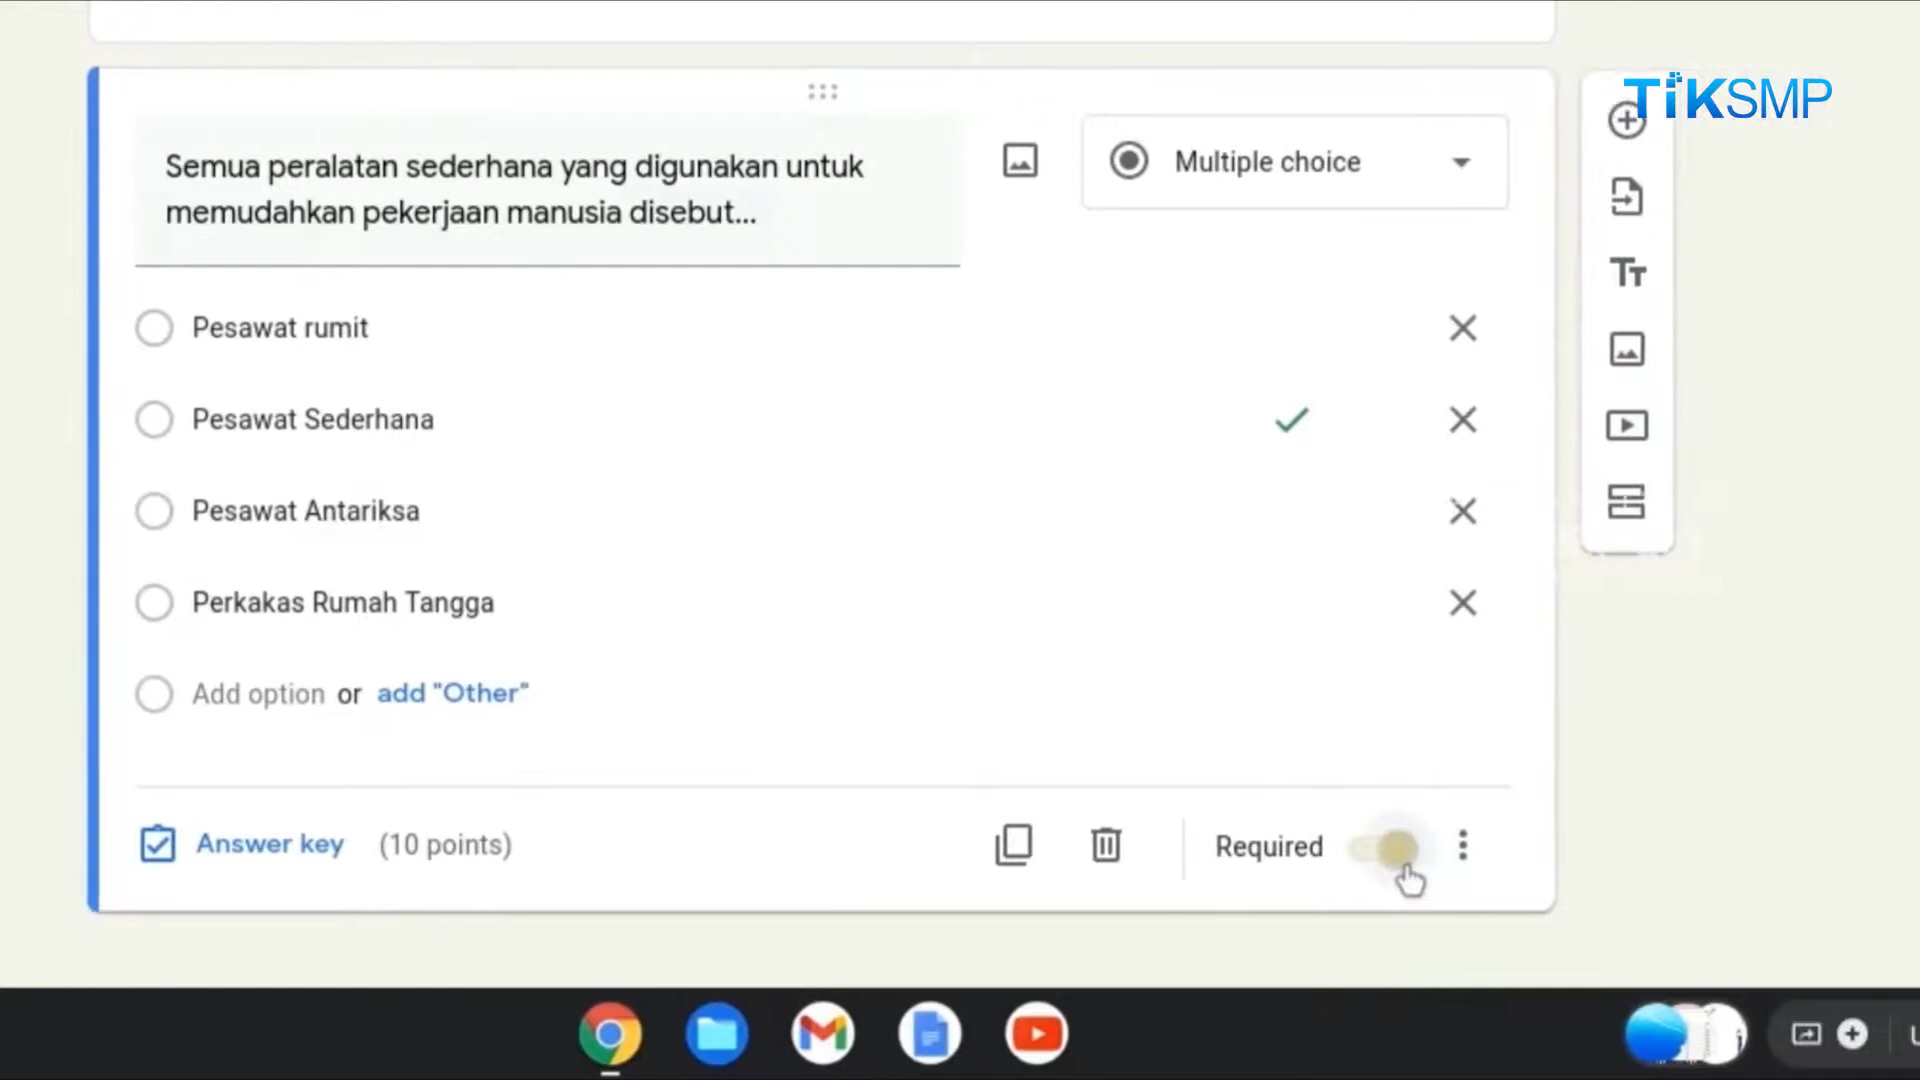 TiKSMP
Semua peralatan sederhana yang digunakan untuk
memudahkan pekerjaan manusia disebut...
Multiple choice
Tт
Pesawat rumit
Pesawat Sederhana
Pesawat Antariksa
Perkakas Rumah Tangga
Add option or add "Other"
Answer key (10 points)
Required